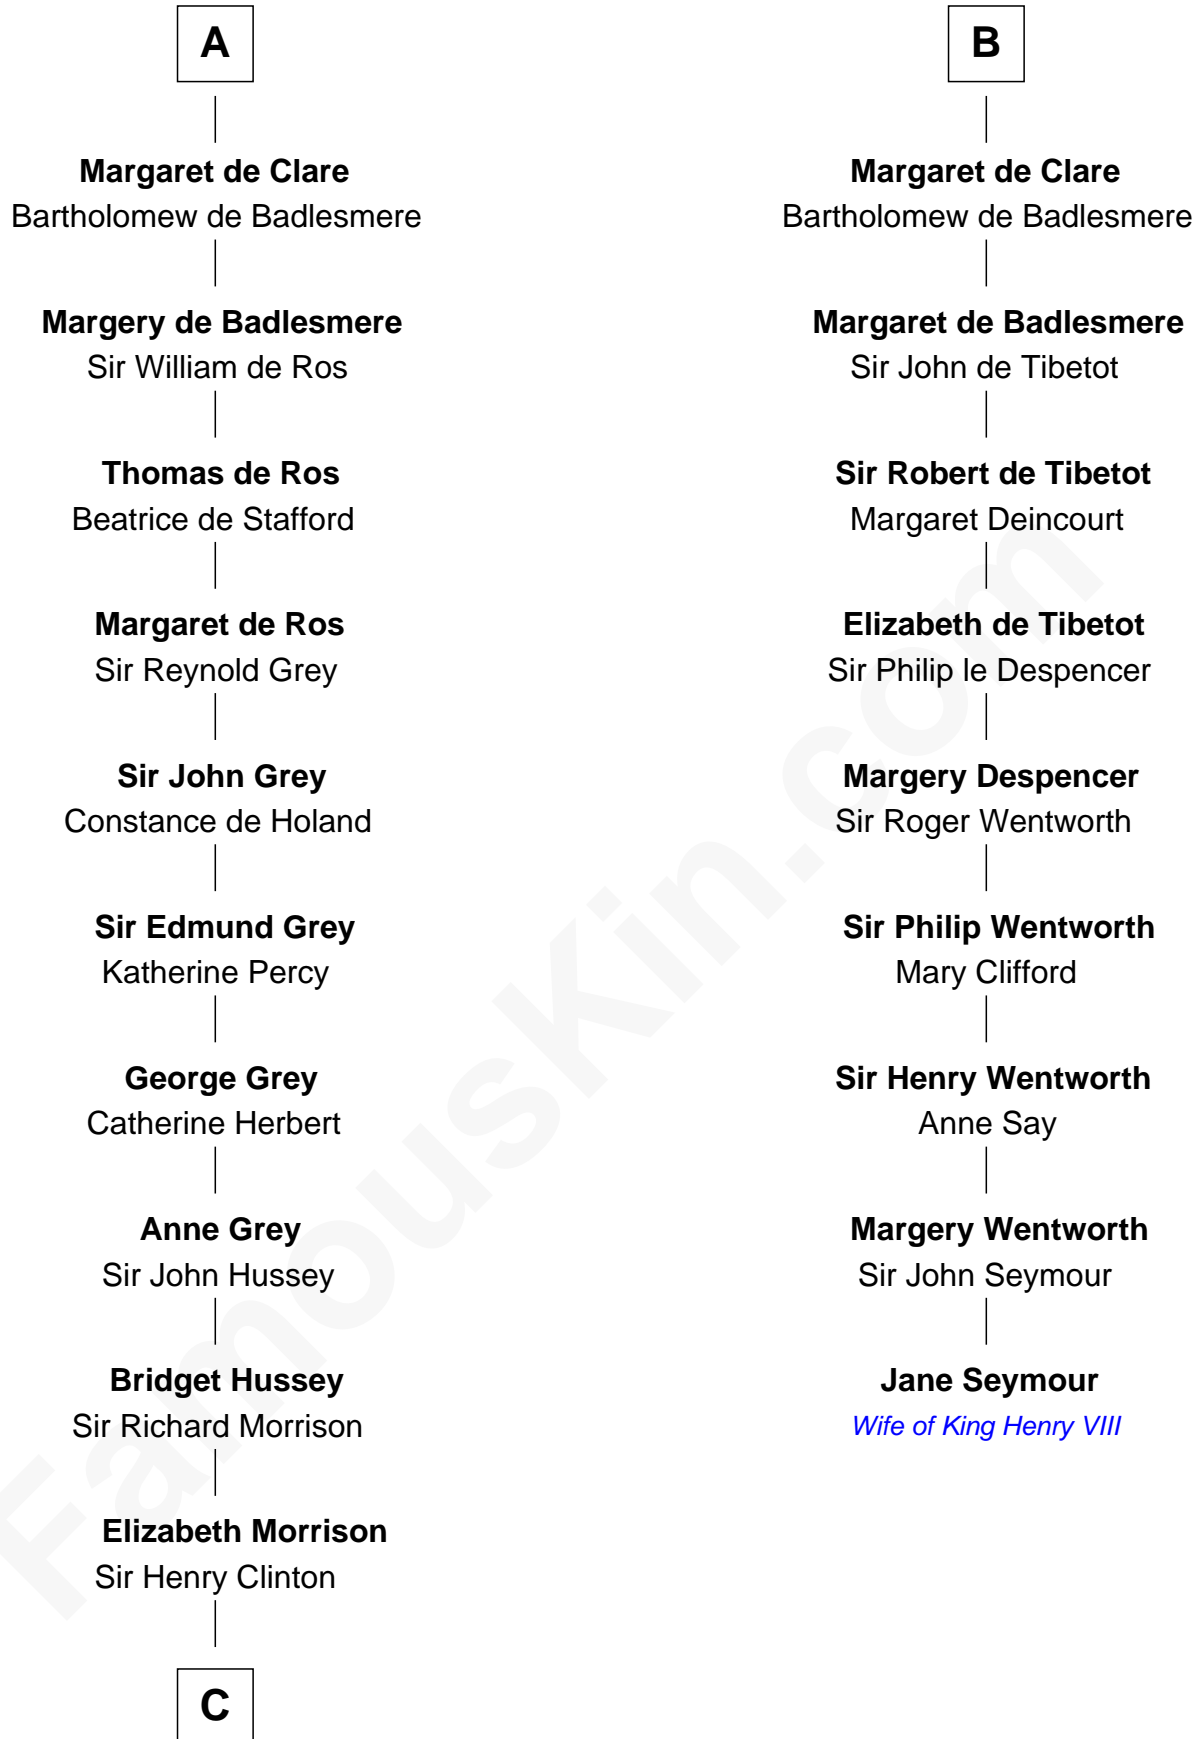 A
Margaret de Clare
Bartholomew de Badlesmere
Margery de Badlesmere
Sir William de Ros
Thomas de Ros
Beatrice de Stafford
Margaret de Ros
Sir Reynold Grey
Sir John Grey
Constance de Holand
Sir Edmund Grey
Katherine Percy
George Grey
Catherine Herbert
Anne Grey
Sir John Hussey
Bridget Hussey
Sir Richard Morrison
Elizabeth Morrison
Sir Henry Clinton
C
B
Margaret de Clare
Bartholomew de Badlesmere
Margaret de Badlesmere
Sir John de Tibetot
Sir Robert de Tibetot
Margaret Deincourt
Elizabeth de Tibetot
Sir Philip le Despencer
Margery Despencer
Sir Roger Wentworth
Sir Philip Wentworth
Mary Clifford
Sir Henry Wentworth
Anne Say
Margery Wentworth
Sir John Seymour
Jane Seymour
Wife of King Henry VIII
FamousKin.com